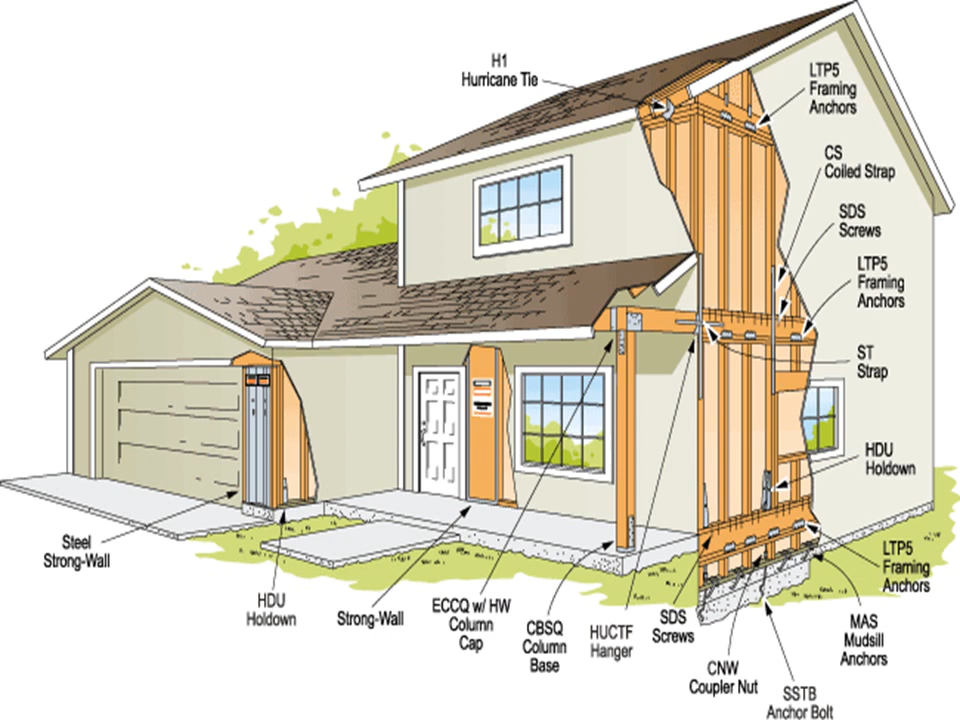 H1
Hurricane Tie
LTP5
Framing
Anchors
CS
Coiled Strap
SDS
Screws
LTP5
Framing
Anchors
ST
Strap
HDU
Holdown
LTP5
Framing
Anchors
Steel
Strong-Wall
HDU
Holdown
Strong-Wall
ECCQ w/ HW
Column
Cap
CBSQ
Column
Base
HUCTF
Hanger
SDS
Screws
CNW
Coupler Nut
SSTB
Anchor Bolt
MAS
Mudsill
Anchors